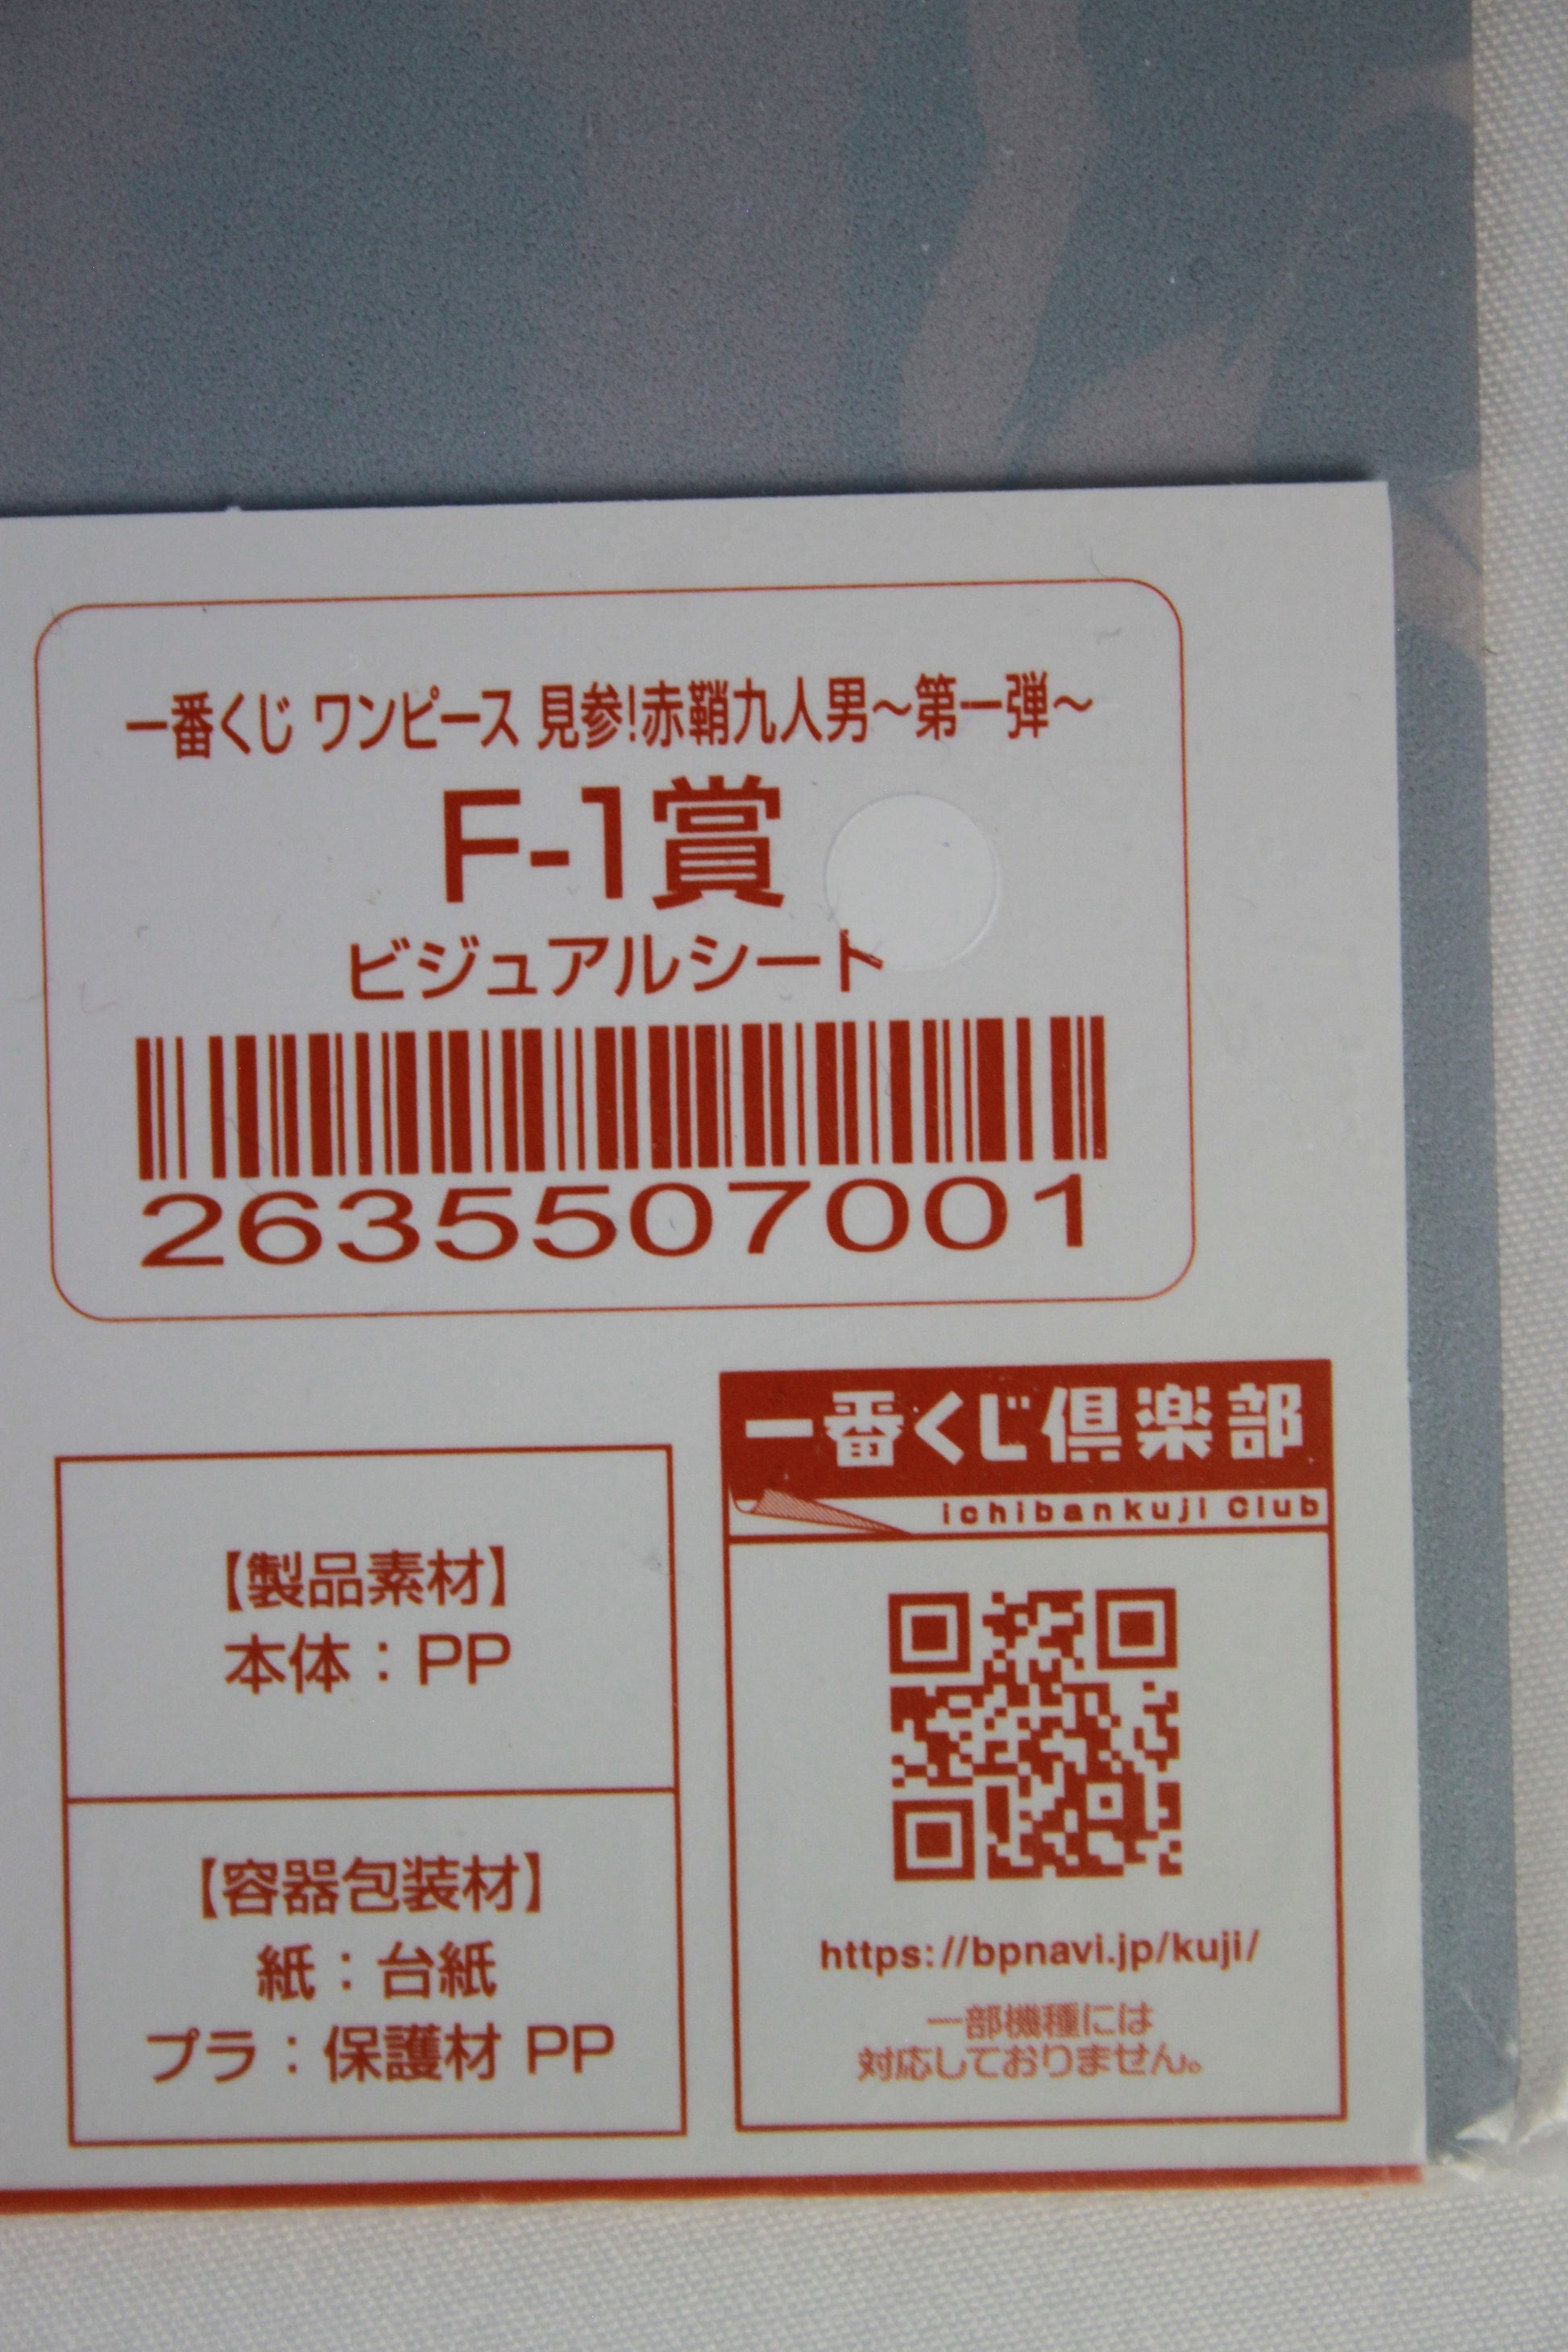 一番くじ ワンピース 見参!赤鞘九人男～第一弾～
F-1賞
ビジュアルシート
2635507001
【製品素材】
本体：PP
【容器包装材】
紙：台紙
プラ：保護材 PP
一番くじ倶楽部
ichibankuji Club
https://bpnavi.jp/kuji/
一部機種には
対応しておりません。